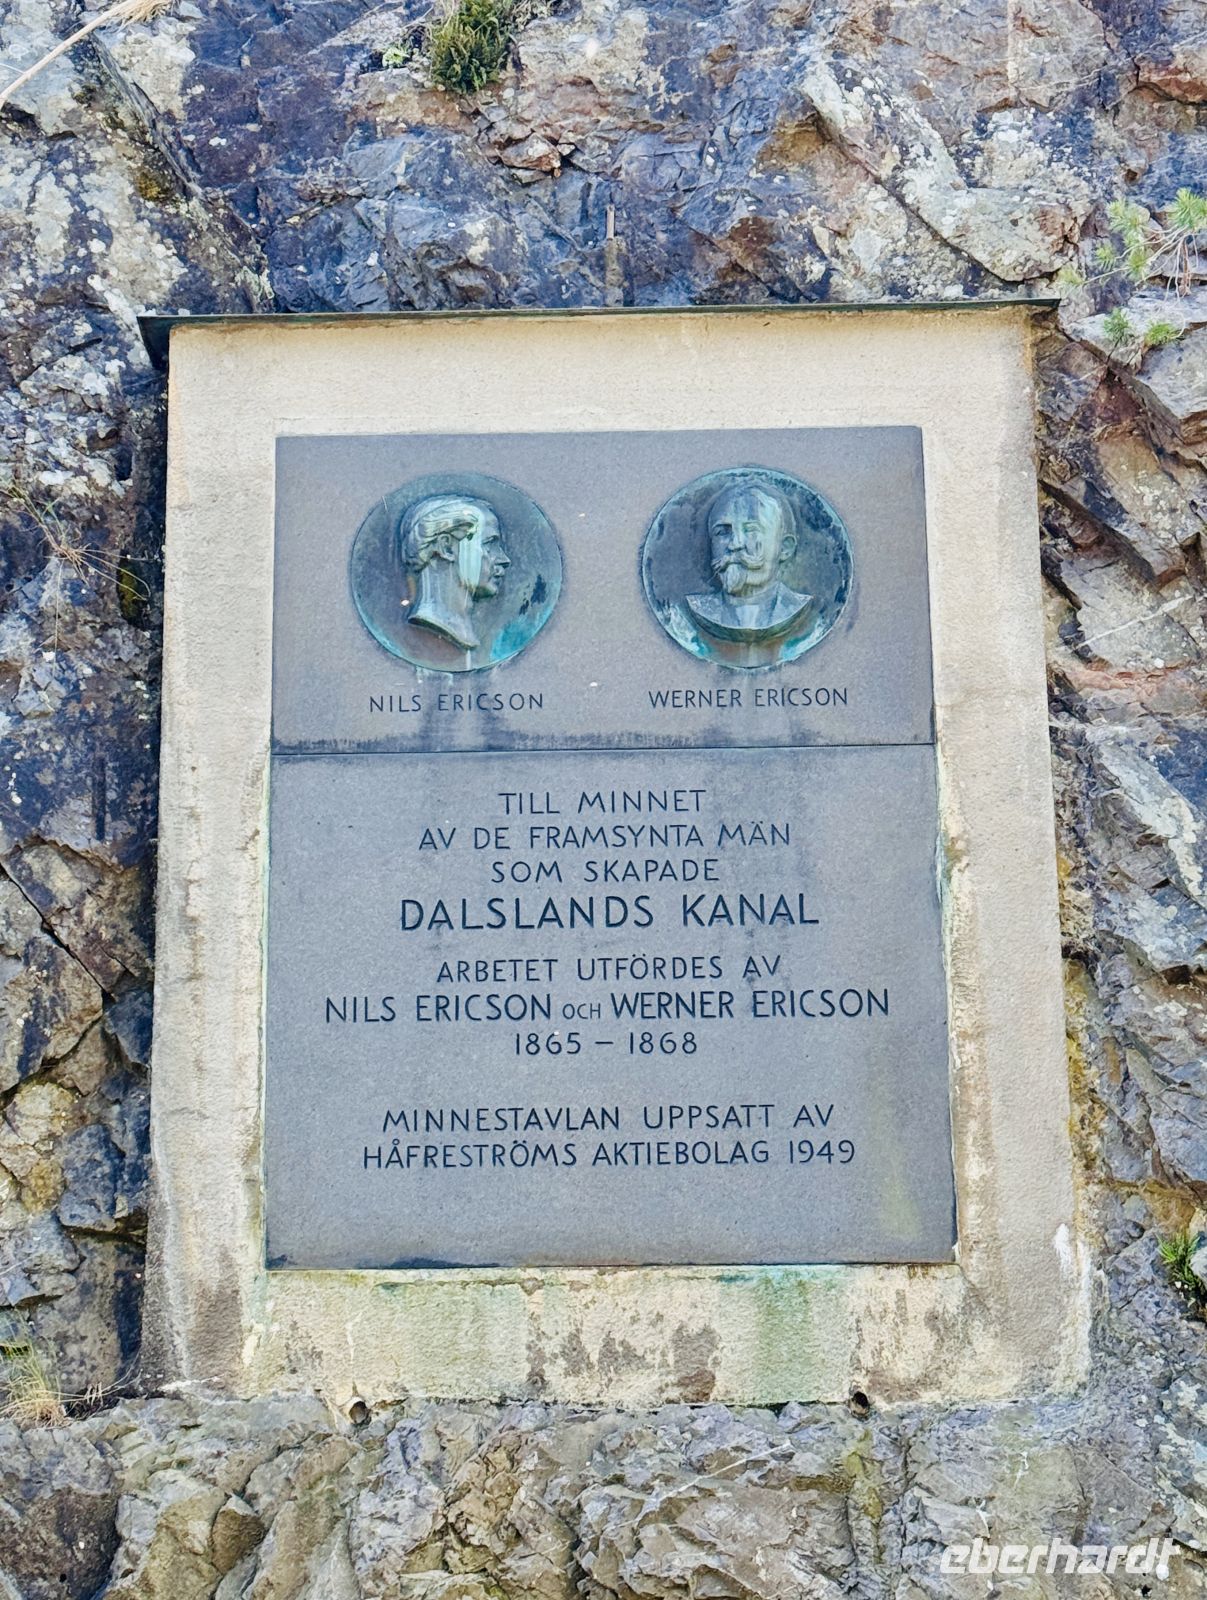 NILS ERICSON
WERNER ERICSON
TILL MINNET
AV DE FRAMSYNTA MÄN
SOM SKAPADE
DALSLANDS KANAL
ARBETET UTFÖRDES AV
NILS ERICSON OCH WERNER ERICSON
1865 – 1868
MINNESTAVLAN UPPSATT AV
HÅFRESTRÖMS AKTIEBOLAG 1949
eberhardt